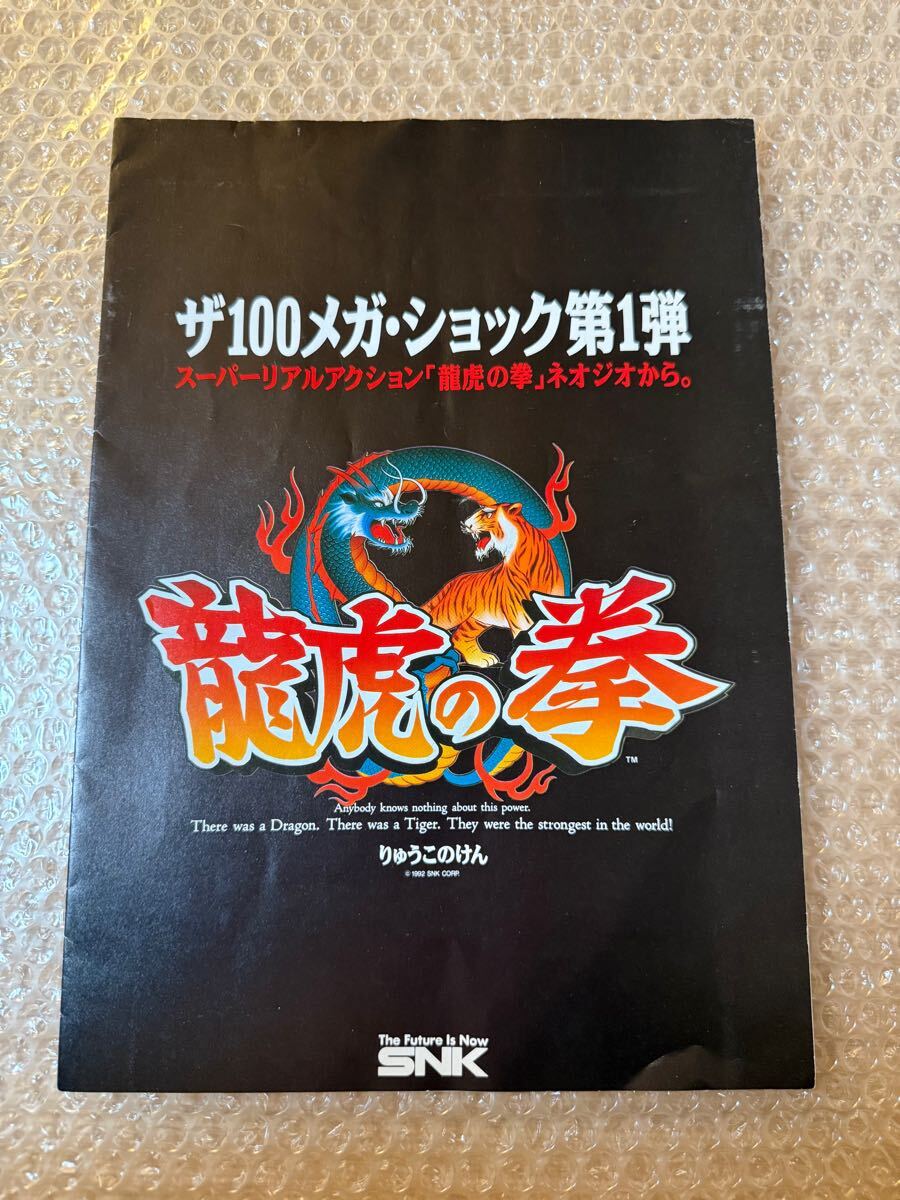 ザ100メガ・ショック第1弾
スーパーリアルアクション「龍虎の拳」ネオジオから。
龍虎の拳
TM
Anybody knows nothing about this power.
There was a Dragon. There was a Tiger. They were the strongest in the world!
りゅうこのけん
©1992 SNK CORP.
The Future Is Now
SNK